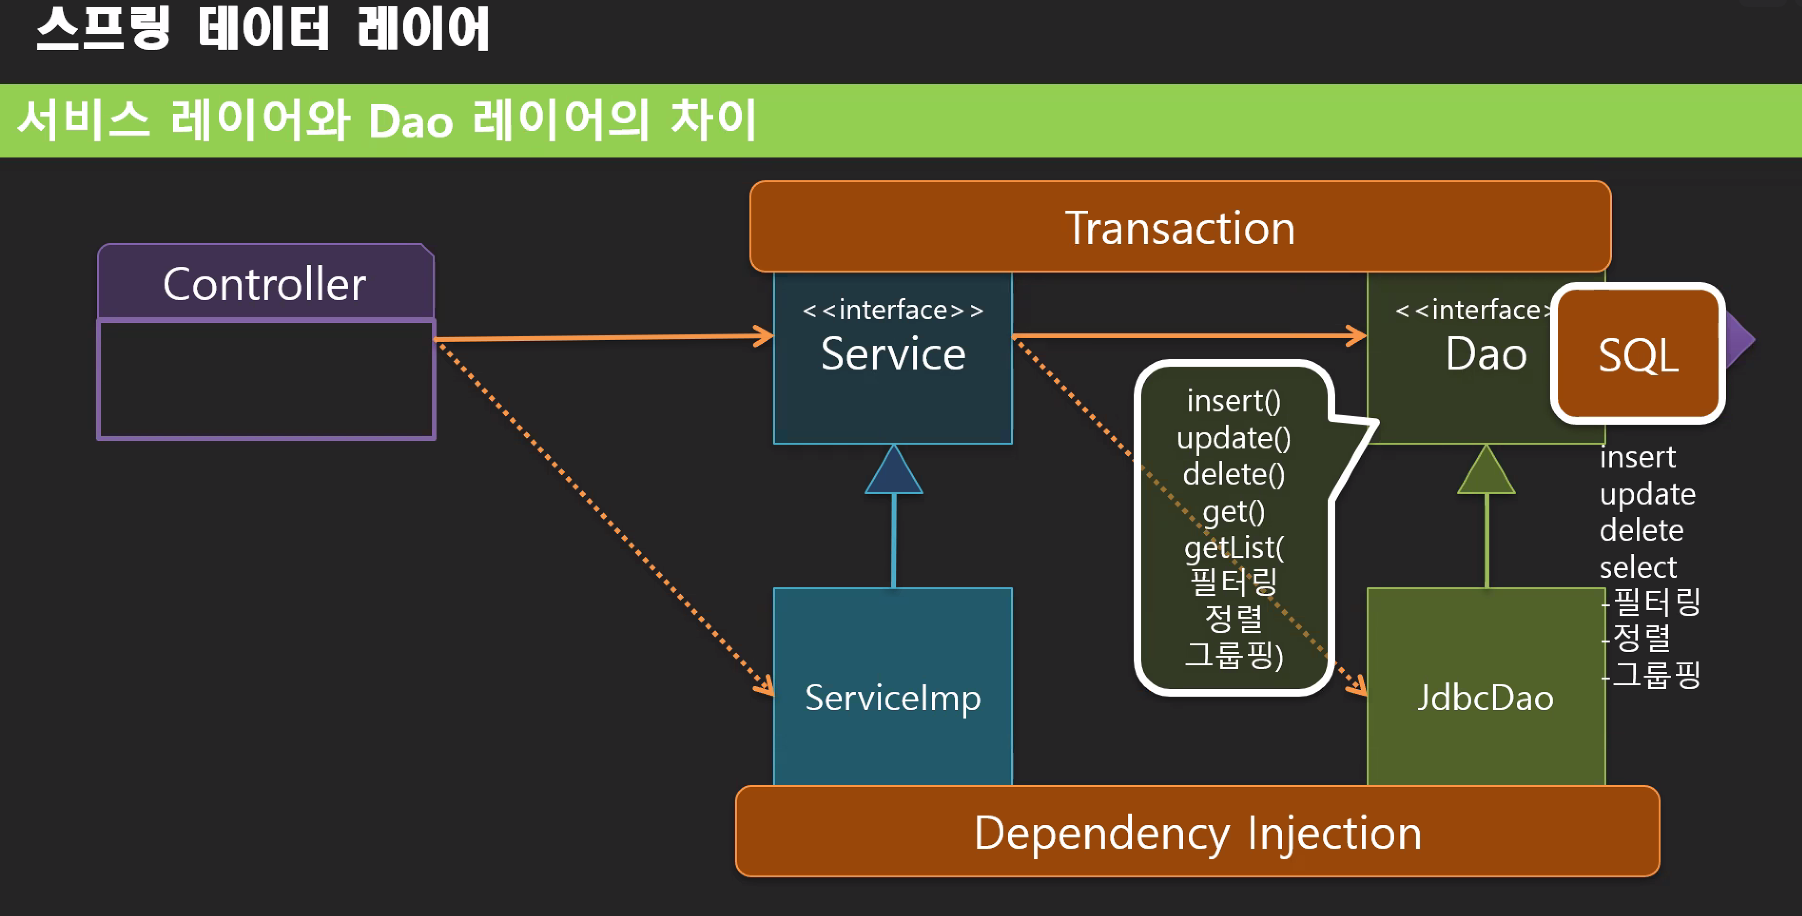 스프링 데이터 레이어
서비스 레이어와 Dao 레이어의 차이
Transaction
Controller
<<interface>>
Service
<<interface>
Dao
SQL
insert()
update()
delete()
get()
getList(
필터링
정렬
그룹핑)
insert
update
delete
select
-필터링
-정렬
-그룹핑
ServiceImp
JdbcDao
Dependency Injection